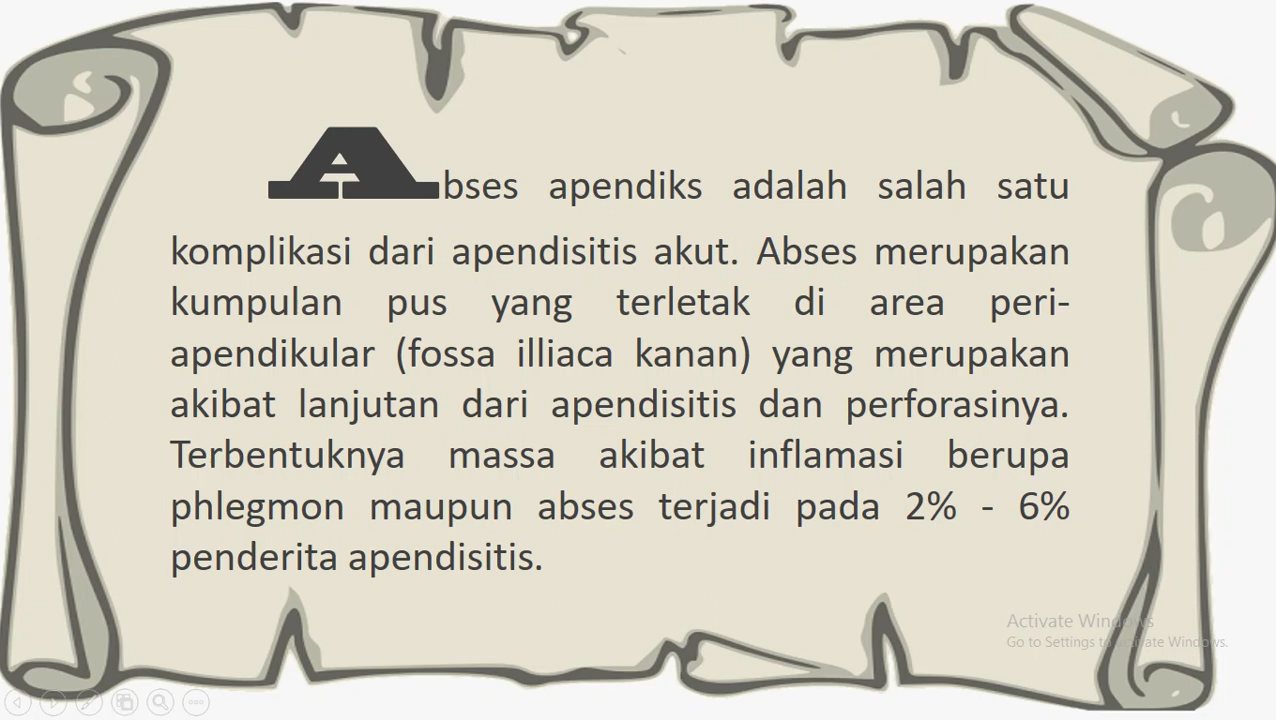 Abses apendiks adalah salah satu
komplikasi dari apendisitis akut. Abses merupakan
kumpulan pus yang terletak di area peri-
apendikular (fossa illiaca kanan) yang merupakan
akibat lanjutan dari apendisitis dan perforasinya.
Terbentuknya massa akibat inflamasi berupa
phlegmon maupun abses terjadi pada 2% - 6%
penderita apendisitis.
Activate Windows
Go to Settings to activate Windows.